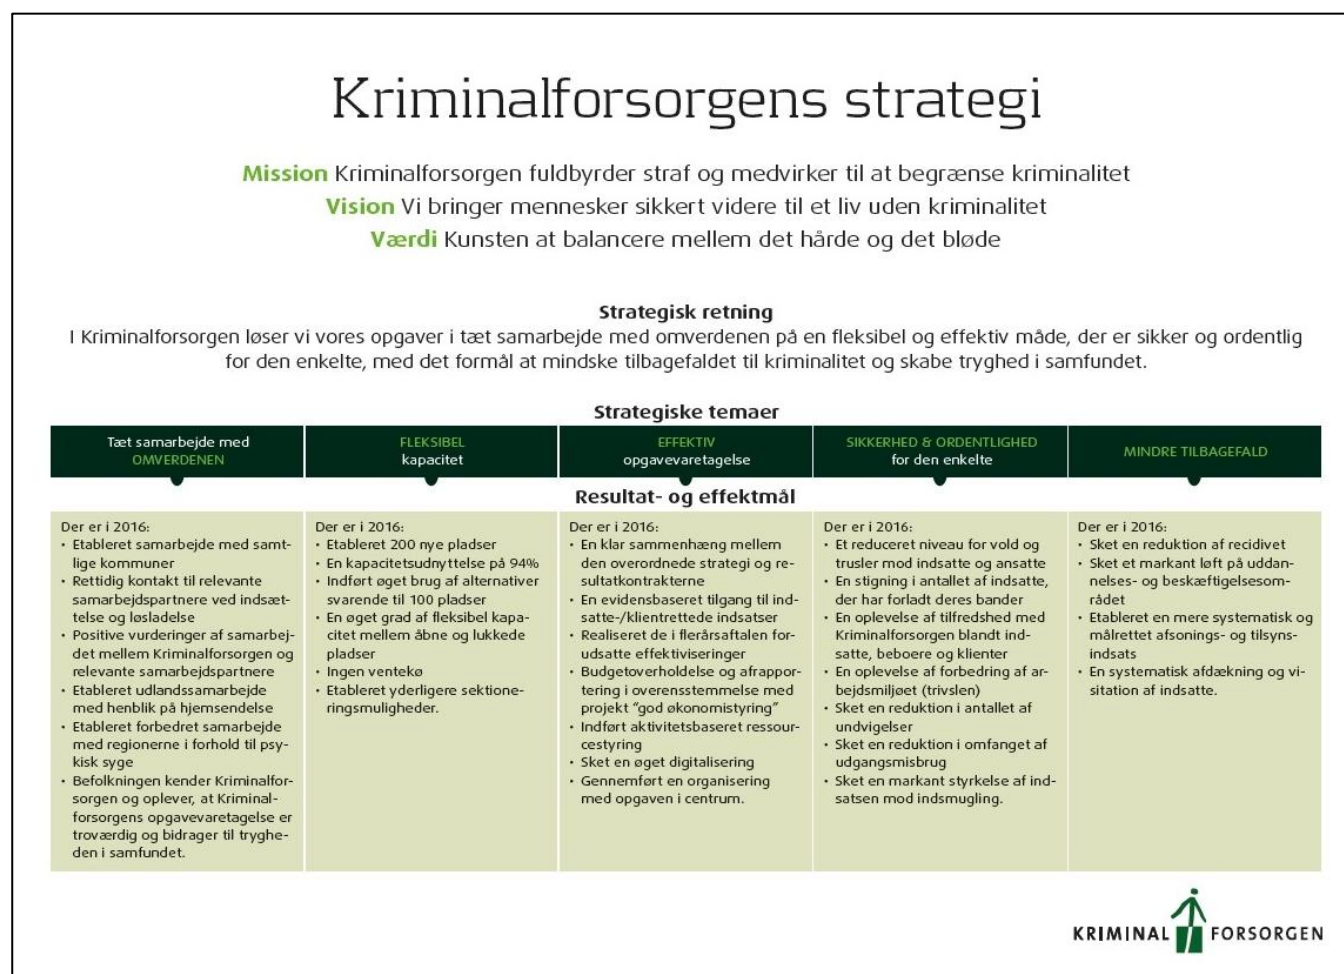 Kriminalforsorgens strategi
Mission Kriminalforsorgen fuldbyrder straf og medvirker til at begrænse kriminalitet
Vision Vi bringer mennesker sikkert videre til et liv uden kriminalitet
Værdi Kunsten at balancere mellem det hårde og det bløde
Strategisk retning
I Kriminalforsorgen løser vi vores opgaver i tæt samarbejde med omverdenen på en fleksibel og effektiv måde, der er sikker og ordentlig
for den enkelte, med det formål at mindske tilbagefaldet til kriminalitet og skabe tryghed i samfundet.
Strategiske temaer
Tæt samarbejde med
OMVERDENEN
FLEKSIBEL
kapacitet
EFFEKTIV
opgavevaretagelse
SIKKERHED & ORDENTLIGHED
for den enkelte
MINDRE TILBAGEFALD
Resultat- og effektmål
Der er i 2016:
• Etableret samarbejde med samt-
lige kommuner
• Rettidig kontakt til relevante
samarbejdspartnere ved indsæt-
telse og løsladelse
• Positive vurderinger af samarbej-
det mellem Kriminalforsorgen og
relevante samarbejdspartnere
• Etableret udlandssamarbejde
med henblik på hjemsendelse
• Etableret forbedret samarbejde
med regionerne i forhold til psy-
kisk syge
• Befolkningen kender Kriminalfor-
sorgen og oplever, at Kriminal-
forsorgens opgavevaretagelse er
troværdig og bidrager til tryghe-
den i samfundet.
Der er i 2016:
• Etableret 200 nye pladser
• En kapacitetsudnyttelse på 94%
• Indført øget brug af alternativer
svarende til 100 pladser
• En øget grad af fleksibel kapa-
citet mellem åbne og lukkede
pladser
• Ingen ventekø
• Etableret yderligere sektione-
ringsmuligheder.
Der er i 2016:
• En klar sammenhæng mellem
den overordnede strategi og re-
sultatkontrakterne
• En evidensbaseret tilgang til ind-
satte-/klientrettede indsatser
• Realiseret de i flerårsaftalen for-
udsatte effektiviseringer
• Budgetoverholdelse og afrappor-
tering i overensstemmelse med
projekt "god økonomistyring"
• Indført aktivitetsbaseret ressour-
cestyring
• Sket en øget digitalisering
• Gennemført en organisering
med opgaven i centrum.
Der er i 2016:
• Et reduceret niveau for vold og
trusler mod indsatte og ansatte
• En stigning i antallet af indsatte,
der har forladt deres bander
• En oplevelse af tilfredshed med
Kriminalforsorgen blandt ind-
satte, beboere og klienter
• En oplevelse af forbedring af ar-
bejdsmiljøet (trivslen)
• Sket en reduktion i antallet af
undvigelser
• Sket en reduktion i omfanget af
udgangsmisbrug
• Sket en markant styrkelse af ind-
satsen mod indsmugling.
Der er i 2016:
• Sket en reduktion af recidivet
• Sket et markant løft på uddan-
nelses- og beskæftigelsesom-
rådet
• Etableret en mere systematisk og
målrettet afsonings- og tilsyns-
indsats
• En systematisk afdækning og vi-
sitation af indsatte.
KRIMINAL FORSORGEN